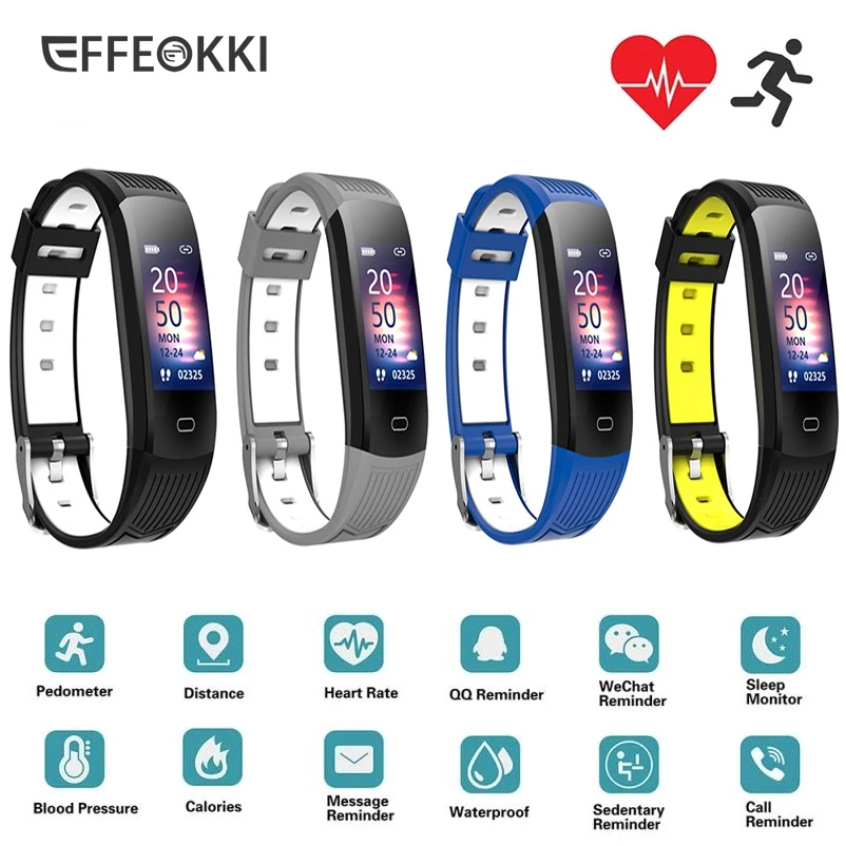 EFFEOKKI
20
50
MON
12-24
02325
20
50
MON
12-24
02325
20
50
MON
12-24
02325
20
50
MON
12-24
02325
Pedometer
Distance
Heart Rate
QQ Reminder
WeChat
Reminder
Sleep
Monitor
Blood Pressure
Calories
Message
Reminder
Waterproof
Sedentary
Reminder
Call
Reminder